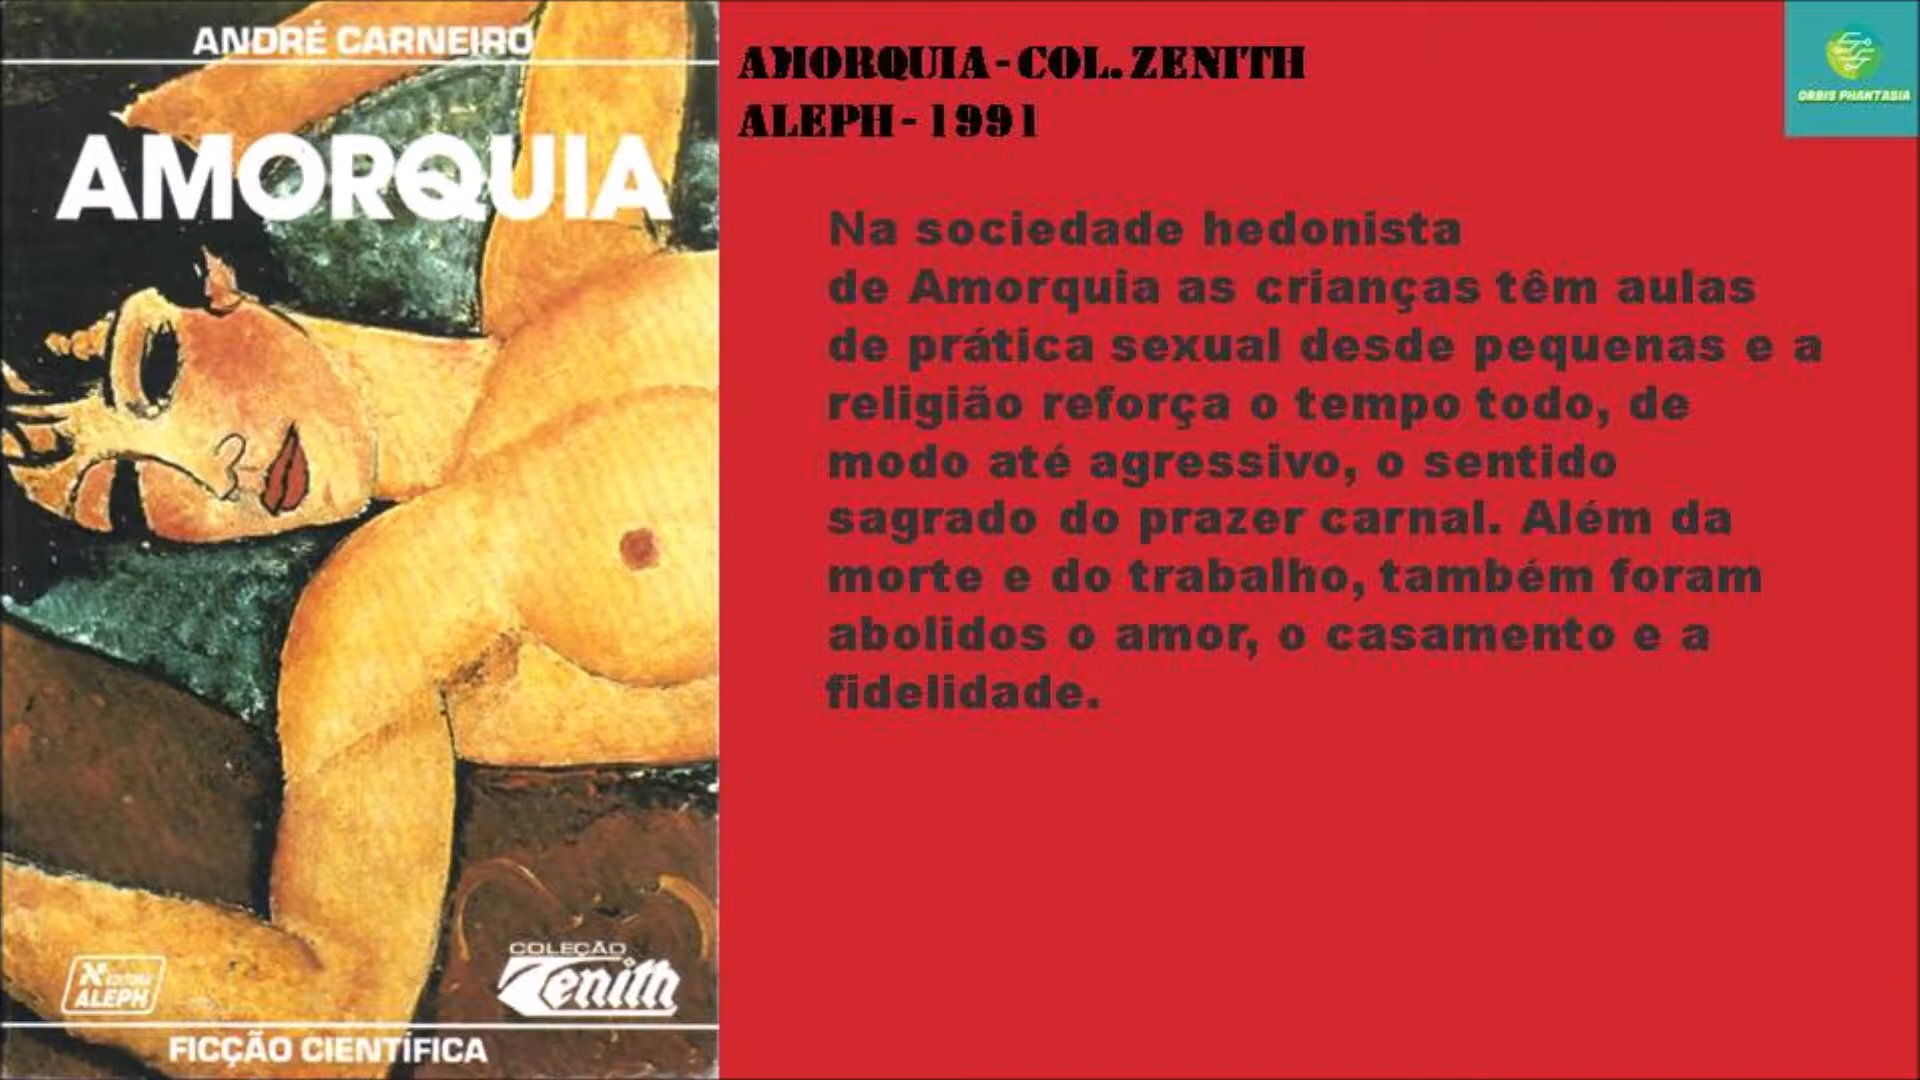 ANDRÉ CARNEIRO
AMORQUIA
COLEÇÃO
Zenith
EDITORA
ALEPH
FICÇÃO CIENTÍFICA
AMORQUIA - COL. ZENITH
ALEPH - 1991
ORBIS PHANTASIA
Na sociedade hedonista
de Amorquia as crianças têm aulas
de prática sexual desde pequenas e a
religião reforça o tempo todo, de
modo até agressivo, o sentido
sagrado do prazer carnal. Além da
morte e do trabalho, também foram
abolidos o amor, o casamento e a
fidelidade.